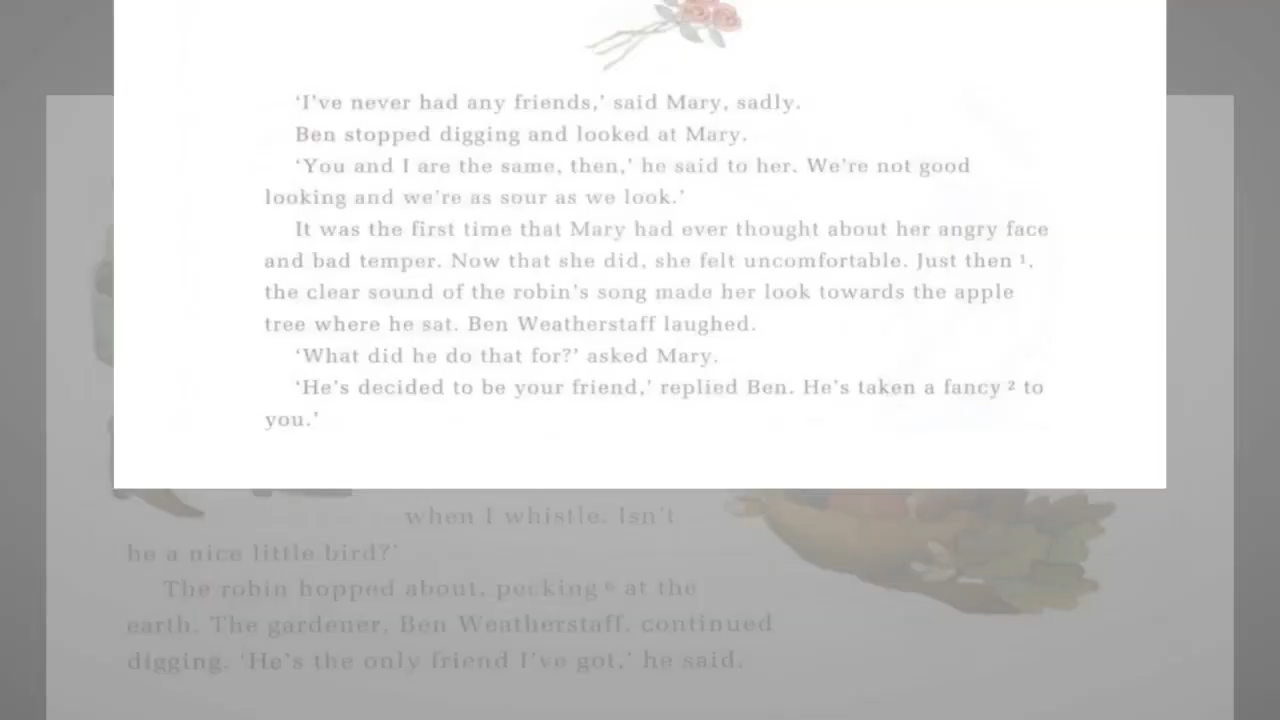 ‘I’ve never had any friends,’ said Mary, sadly.
Ben stopped digging and looked at Mary.
‘You and I are the same, then,’ he said to her. We’re not good
looking and we’re as sour as we look.’
It was the first time that Mary had ever thought about her angry face
and bad temper. Now that she did, she felt uncomfortable. Just then ¹,
the clear sound of the robin’s song made her look towards the apple
tree where he sat. Ben Weatherstaff laughed.
‘What did he do that for?’ asked Mary.
‘He’s decided to be your friend,’ replied Ben. He’s taken a fancy ² to
you.’
when I whistle. Isn’t
he a nice little bird?’
The robin hopped about, pecking ⁶ at the
earth. The gardener, Ben Weatherstaff, continued
digging. ‘He’s the only friend I’ve got,’ he said.